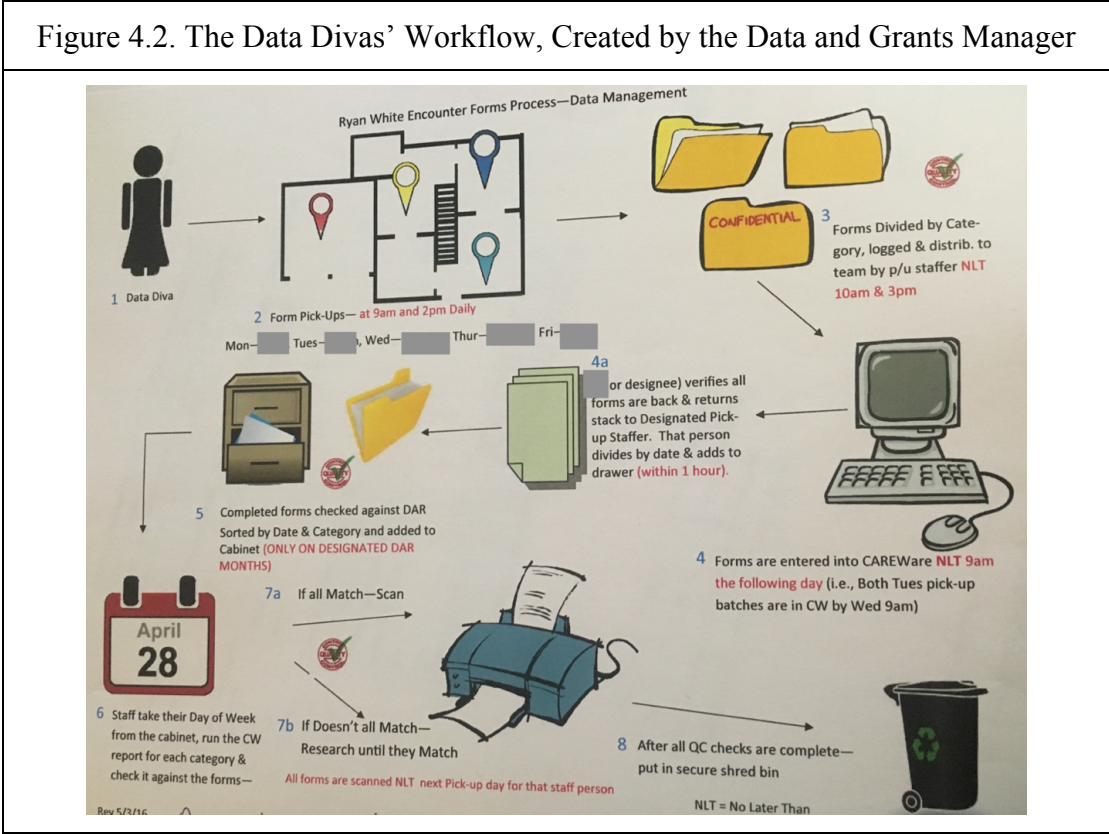 Figure 4.2. The Data Divas' Workflow, Created by the Data and Grants Manager
Ryan White Encounter Forms Process—Data Management
1 Data Diva
2 Form Pick-Ups— at 9am and 2pm Daily
Mon– Tues– , Wed– Thur– Fri–
CONFIDENTIAL
3
Forms Divided by Cate-
gory, logged & distrib. to
team by p/u staffer NLT
10am & 3pm
4 Forms are entered into CAREWare NLT 9am
the following day (i.e., Both Tues pick-up
batches are in CW by Wed 9am)
4a
or designee) verifies all
forms are back & returns
stack to Designated Pick-
up Staffer. That person
divides by date & adds to
drawer (within 1 hour).
5 Completed forms checked against DAR
Sorted by Date & Category and added to
Cabinet (ONLY ON DESIGNATED DAR
MONTHS)
April
28
6 Staff take their Day of Week
from the cabinet, run the CW
report for each category &
check it against the forms—
7a If all Match—Scan
7b If Doesn't all Match—
Research until they Match
All forms are scanned NLT next Pick-up day for that staff person
8 After all QC checks are complete—
put in secure shred bin
NLT = No Later Than
Rev 5/3/16